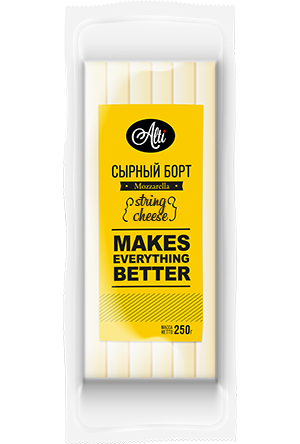 Alti
СЫРНЫЙ БОРТ
• Mozzarella •
string
cheese
MAKES
EVERYTHING
BETTER
МАССА
НЕТТО 250г